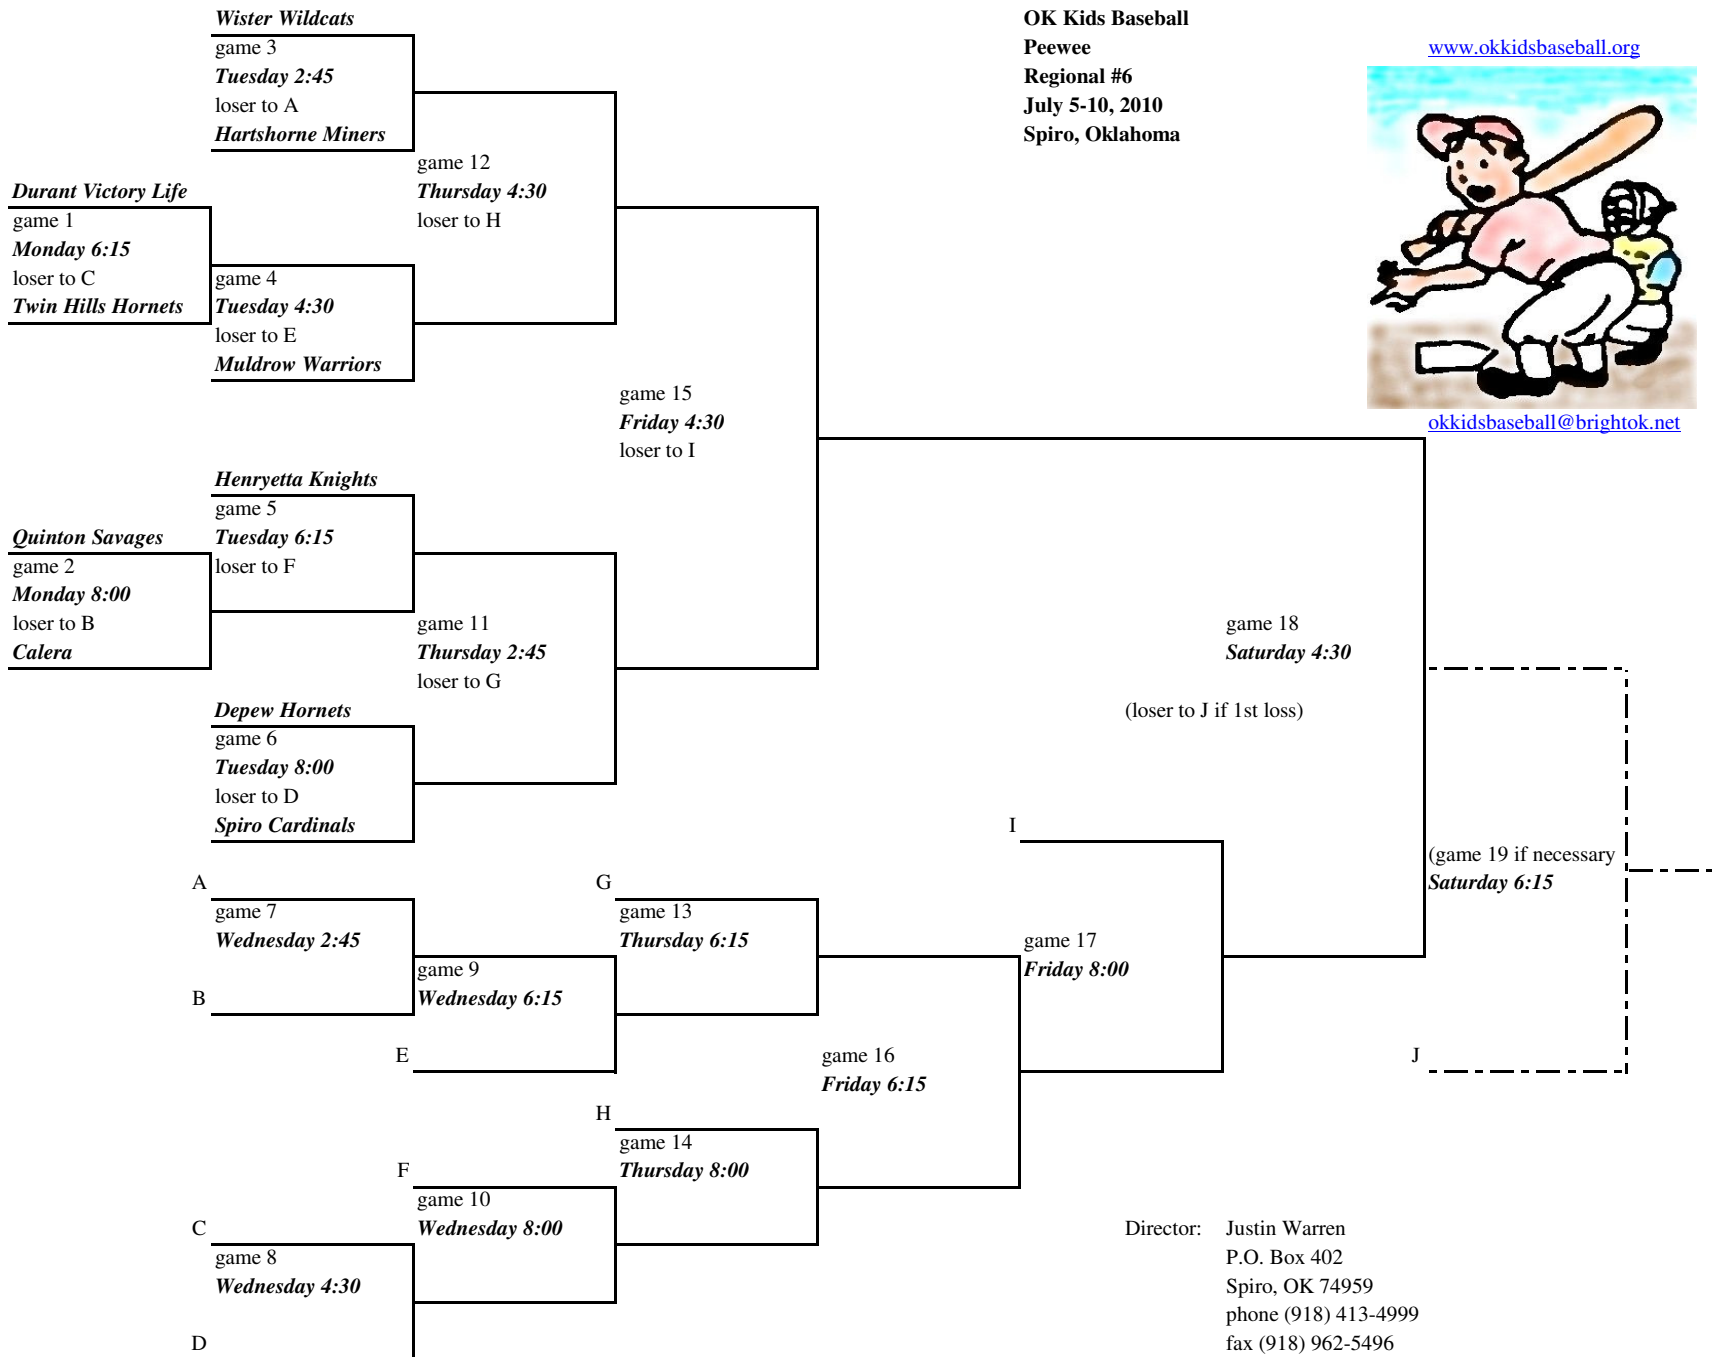 Wister Wildcats
game 3
Tuesday 2:45
loser to A
Hartshorne Miners
OK Kids Baseball
Peewee
Regional #6
July 5-10, 2010
Spiro, Oklahoma
www.okkidsbaseball.org
okkidsbaseball@brightok.net
game 12
Thursday 4:30
loser to H
Durant Victory Life
game 1
Monday 6:15
loser to C
Twin Hills Hornets
game 4
Tuesday 4:30
loser to E
Muldrow Warriors
game 15
Friday 4:30
loser to I
Henryetta Knights
game 5
Tuesday 6:15
loser to F
Quinton Savages
game 2
Monday 8:00
loser to B
Calera
game 11
Thursday 2:45
loser to G
game 18
Saturday 4:30
(loser to J if 1st loss)
Depew Hornets
game 6
Tuesday 8:00
loser to D
Spiro Cardinals
I
(game 19 if necessary
Saturday 6:15
A
game 7
Wednesday 2:45
B
G
game 13
Thursday 6:15
game 17
Friday 8:00
game 9
Wednesday 6:15
E
game 16
Friday 6:15
J
H
game 14
Thursday 8:00
F
game 10
Wednesday 8:00
C
game 8
Wednesday 4:30
D
Director: Justin Warren
P.O. Box 402
Spiro, OK 74959
phone (918) 413-4999
fax (918) 962-5496